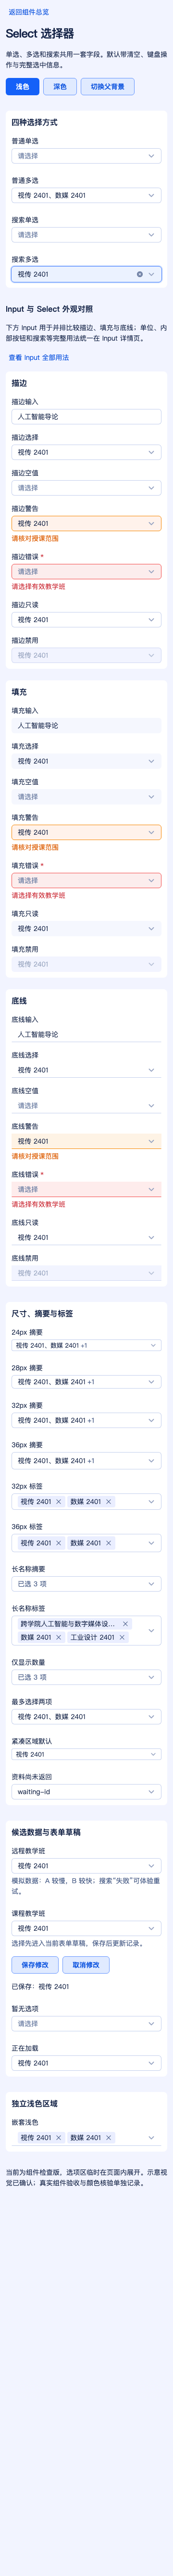 返回组件总览
Select 选择器
单选、多选和搜索共用一套字段。默认带清空、键盘操
作与完整选中信息。
浅色
深色
切换父背景
四种选择方式
普通单选
请选择
普通多选
视传 2401、数媒 2401
搜索单选
请选择
搜索多选
视传 2401
Input 与 Select 外观对照
下方 Input 用于并排比较描边、填充与底线；单位、内
部按钮和搜索等完整用法统一在 Input 详情页。
查看 Input 全部用法
描边
描边输入
人工智能导论
描边选择
视传 2401
描边空值
请选择
描边警告
视传 2401
请核对授课范围
描边错误 *
请选择
请选择有效教学班
描边只读
视传 2401
描边禁用
视传 2401
填充
填充输入
人工智能导论
填充选择
视传 2401
填充空值
请选择
填充警告
视传 2401
请核对授课范围
填充错误 *
请选择
请选择有效教学班
填充只读
视传 2401
填充禁用
视传 2401
底线
底线输入
人工智能导论
底线选择
视传 2401
底线空值
请选择
底线警告
视传 2401
请核对授课范围
底线错误 *
请选择
请选择有效教学班
底线只读
视传 2401
底线禁用
视传 2401
尺寸、摘要与标签
24px 摘要
视传 2401、数媒 2401 +1
28px 摘要
视传 2401、数媒 2401 +1
32px 摘要
视传 2401、数媒 2401 +1
36px 摘要
视传 2401、数媒 2401 +1
32px 标签
视传 2401 × 数媒 2401 ×
36px 标签
视传 2401 × 数媒 2401 ×
长名称摘要
已选 3 项
长名称标签
跨学院人工智能与数字媒体设... ×
数媒 2401 × 工业设计 2401 ×
仅显示数量
已选 3 项
最多选择两项
视传 2401、数媒 2401
紧凑区域默认
视传 2401
资料尚未返回
waiting-id
候选数据与表单草稿
远程教学班
视传 2401
模拟数据：A 较慢，B 较快；搜索“失败”可体验重
试。
课程教学班
视传 2401
选择先进入当前表单草稿，保存后更新记录。
保存修改
取消修改
已保存：视传 2401
暂无选项
请选择
正在加载
视传 2401
独立浅色区域
嵌套浅色
视传 2401 × 数媒 2401 ×
当前为组件检查版，选项区临时在页面内展开。示意视
觉已确认；真实组件验收与颜色核验单独记录。